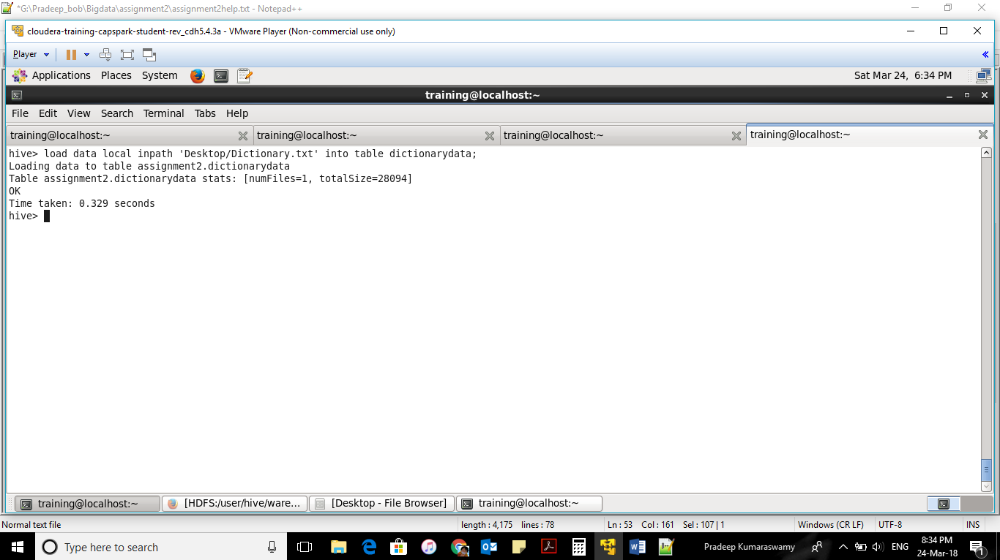 *G:\Pradeep_bob\Bigdata\assignment2\assignment2help.txt - Notepad++
cloudera-training-capspark-student-rev_cdh5.4.3a - VMware Player (Non-commercial use only)
Player
Applications Places System Sat Mar 24, 6:34 PM
training@localhost:~
File Edit View Search Terminal Tabs Help
training@localhost:~ training@localhost:~ training@localhost:~ training@localhost:~
hive> load data local inpath 'Desktop/Dictionary.txt' into table dictionarydata;
Loading data to table assignment2.dictionarydata
Table assignment2.dictionarydata stats: [numFiles=1, totalSize=28094]
OK
Time taken: 0.329 seconds
hive>
training@localhost:~ [HDFS:/user/hive/ware... [Desktop - File Browser] training@localhost:~
Normal text file length : 4,175 lines : 78 Ln : 53 Col : 161 Sel : 107 | 1 Windows (CR LF) UTF-8 INS
Type here to search Pradeep Kumaraswamy ENG 8:34 PM
24-Mar-18 1